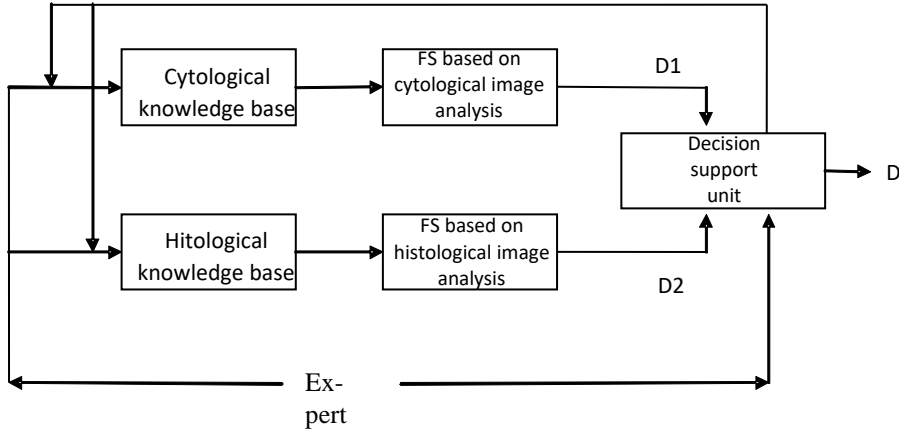 Cytological
knowledge base
FS based on
cytological image
analysis
D1
Decision
support
unit
D
Hitological
knowledge base
FS based on
histological image
analysis
D2
Ex-
pert